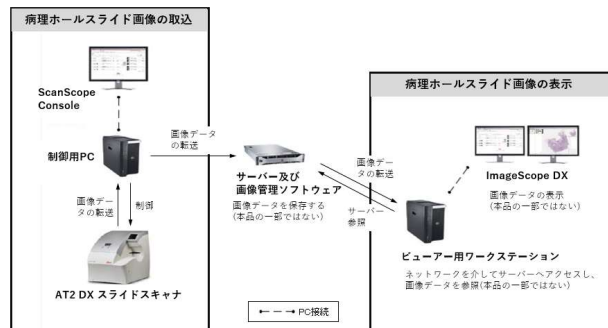 病理ホールスライド画像の取込
ScanScope
Console
制御用PC
画像データ
の転送
制御
AT2 DX スライドスキャナ
画像データ
の転送
サーバー及び
画像管理ソフトウェア
画像データを保存する
(本品の一部ではない)
画像デー
タの転送
サーバー
参照
病理ホールスライド画像の表示
ImageScope DX
画像データの表示
(本品の一部ではない)
ビューアー用ワークステーション
ネットワークを介してサーバーへアクセスし、
画像データを参照(本品の一部ではない)
PC接続